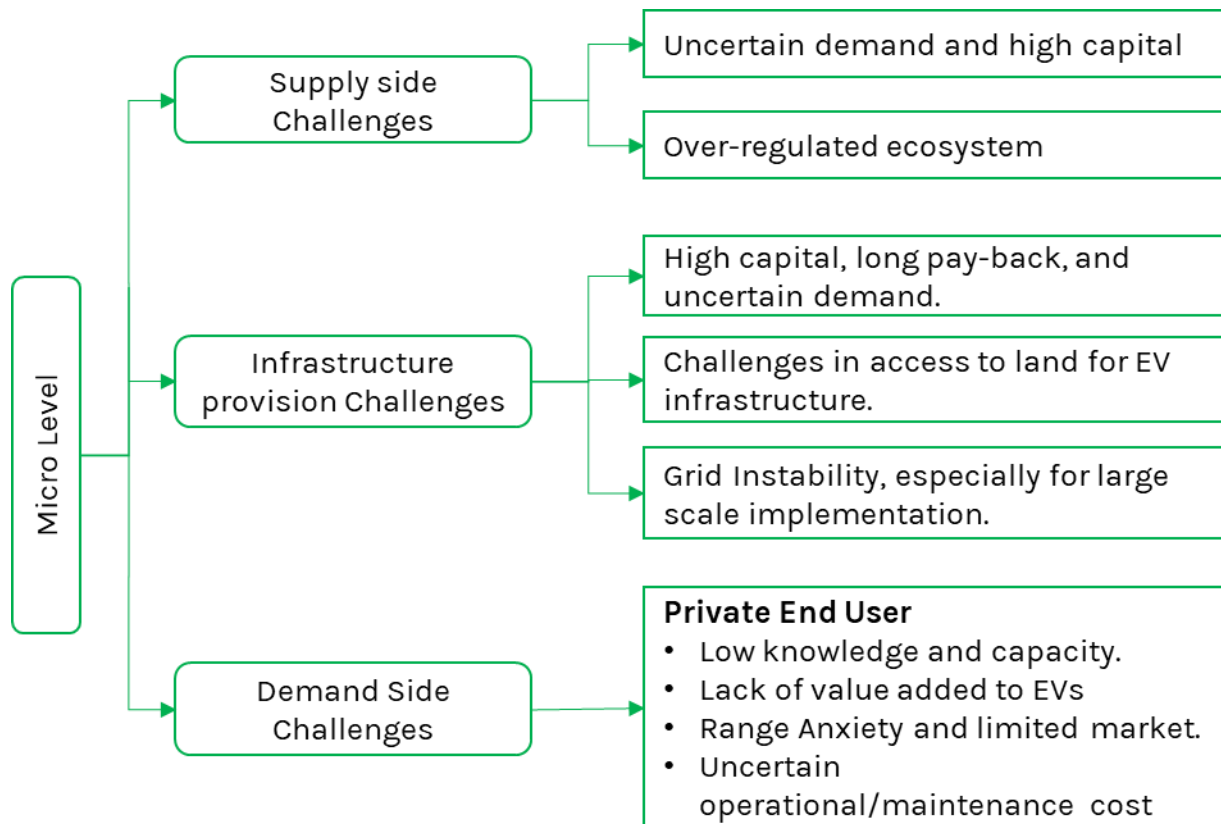 Micro Level
Supply side
Challenges
Uncertain demand and high capital
Over-regulated ecosystem
Infrastructure
provision Challenges
High capital, long pay-back, and
uncertain demand.
Challenges in access to land for EV
infrastructure.
Grid Instability, especially for large
scale implementation.
Demand Side
Challenges
Private End User
• Low knowledge and capacity.
• Lack of value added to EVs
• Range Anxiety and limited market.
• Uncertain
operational/maintenance cost